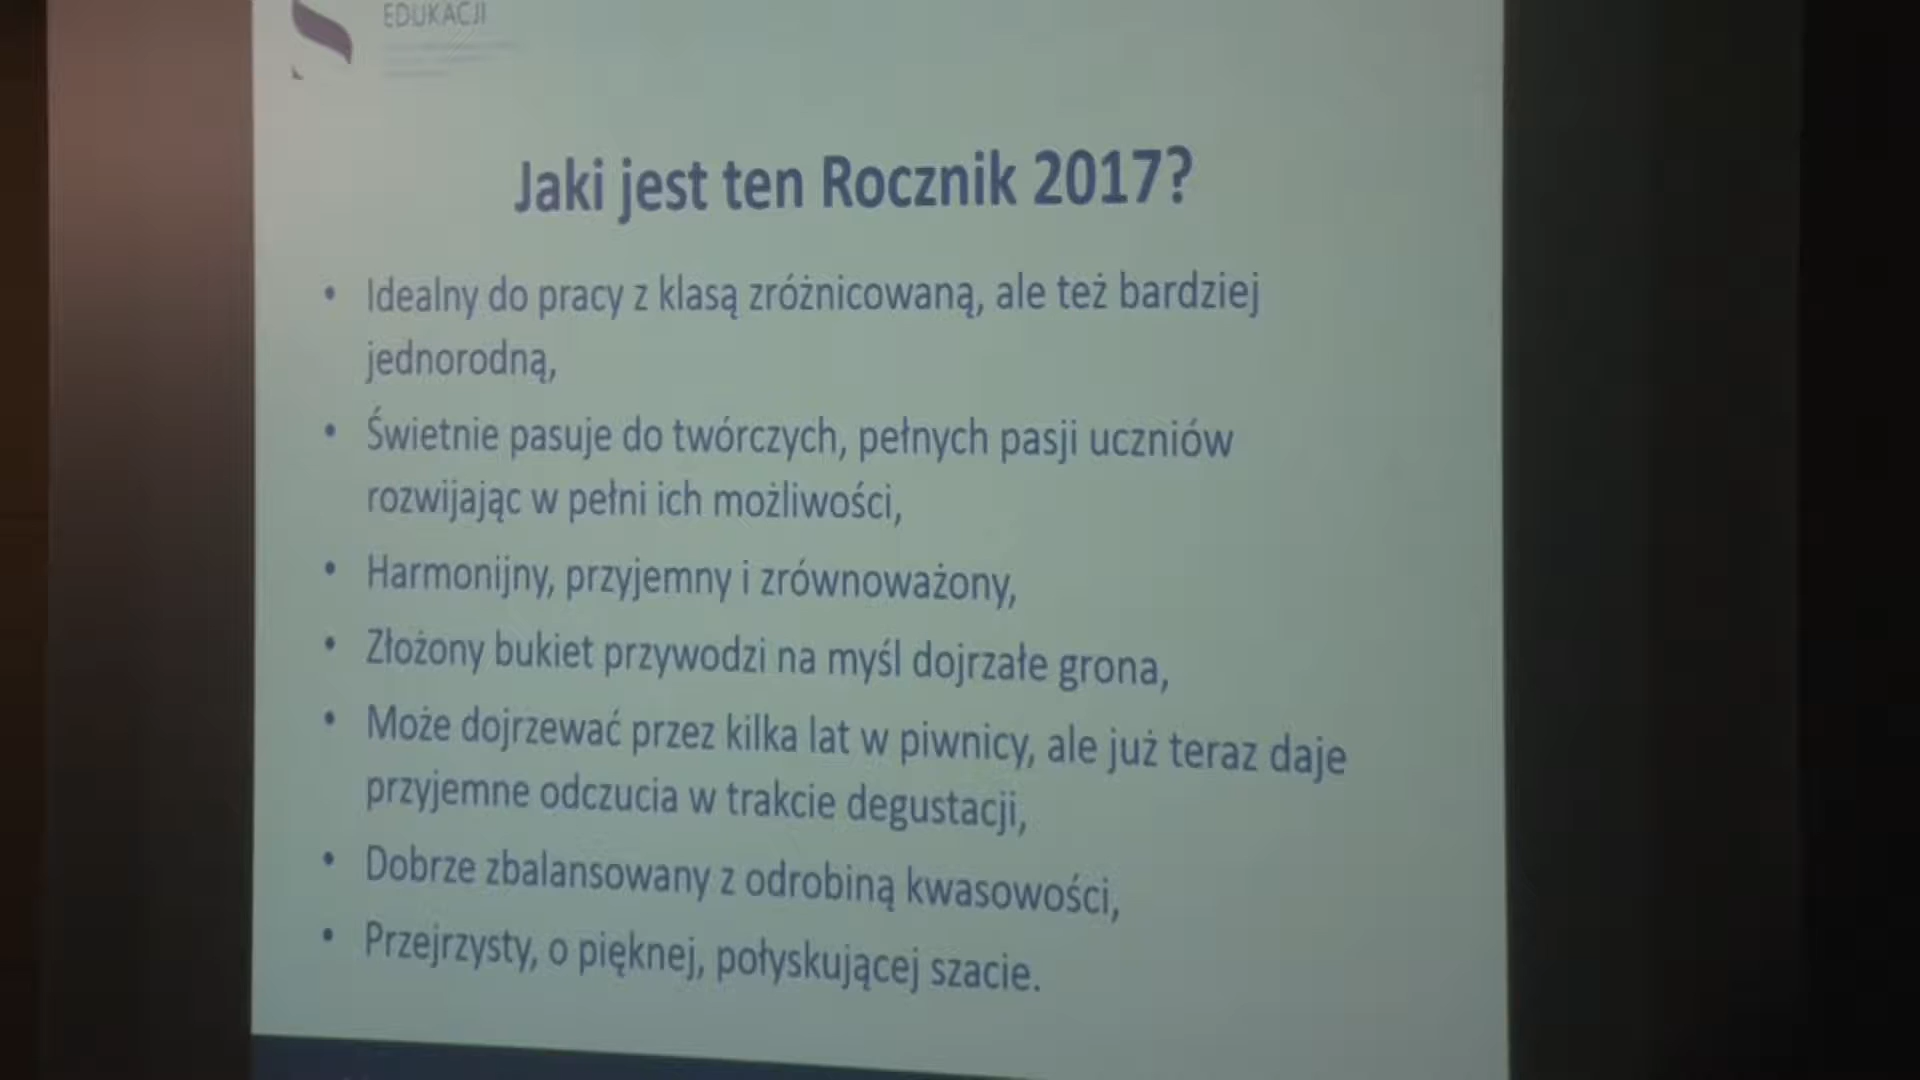 EDUKACJI
Jaki jest ten Rocznik 2017?
• Idealny do pracy z klasą zróżnicowaną, ale też bardziej
jednorodną,
• Świetnie pasuje do twórczych, pełnych pasji uczniów
rozwijając w pełni ich możliwości,
• Harmonijny, przyjemny i zrównoważony,
• Złożony bukiet przywodzi na myśl dojrzałe grona,
• Może dojrzewać przez kilka lat w piwnicy, ale już teraz daje
przyjemne odczucia w trakcie degustacji,
• Dobrze zbalansowany z odrobiną kwasowości,
• Przejrzysty, o pięknej, połyskującej szacie.